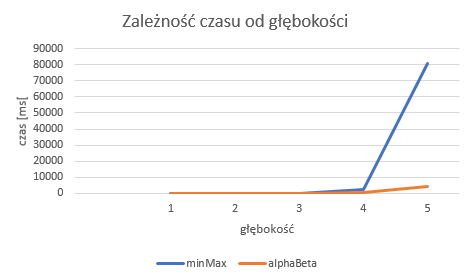 Zależność czasu od głębokości
90000
80000
70000
60000
50000
40000
30000
20000
10000
0
czas [ms[
1 2 3 4 5
głębokość
minMax alphaBeta